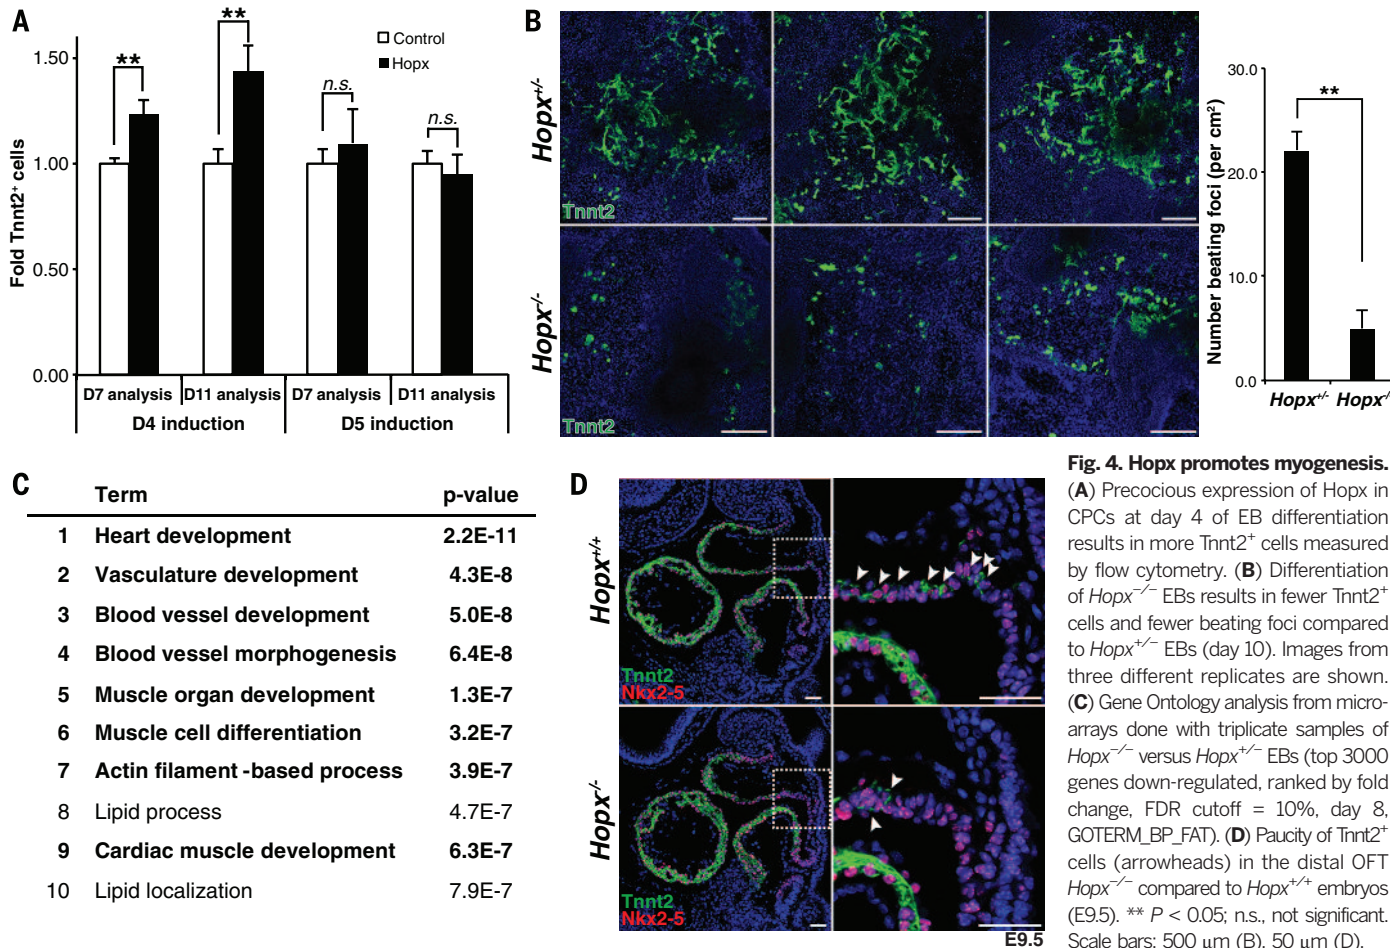 A
**
**
Control
Hopx
n.s.
n.s.
1.50
1.00
0.50
0.00
Fold Tnnt2+ cells
D7 analysis
D11 analysis
D7 analysis
D11 analysis
D4 induction
D5 induction
B
Hopx+/-
Tnnt2
Hopx-/-
Tnnt2
Number beating foci (per cm2)
30.0
20.0
10.0
0.0
**
Hopx+/- Hopx-/-
C
Term p-value
1 Heart development 2.2E-11
2 Vasculature development 4.3E-8
3 Blood vessel development 5.0E-8
4 Blood vessel morphogenesis 6.4E-8
5 Muscle organ development 1.3E-7
6 Muscle cell differentiation 3.2E-7
7 Actin filament -based process 3.9E-7
8 Lipid process 4.7E-7
9 Cardiac muscle development 6.3E-7
10 Lipid localization 7.9E-7
D
Hopx+/+
Tnnt2
Nkx2-5
Hopx-/-
Tnnt2
Nkx2-5
E9.5
Fig. 4. Hopx promotes myogenesis.
(A) Precocious expression of Hopx in
CPCs at day 4 of EB differentiation
results in more Tnnt2+ cells measured
by flow cytometry. (B) Differentiation
of Hopx−/− EBs results in fewer Tnnt2+
cells and fewer beating foci compared
to Hopx+/− EBs (day 10). Images from
three different replicates are shown.
(C) Gene Ontology analysis from micro-
arrays done with triplicate samples of
Hopx−/− versus Hopx+/− EBs (top 3000
genes down-regulated, ranked by fold
change, FDR cutoff = 10%, day 8,
GOTERM_BP_FAT). (D) Paucity of Tnnt2+
cells (arrowheads) in the distal OFT
Hopx−/− compared to Hopx+/+ embryos
(E9.5). ** P < 0.05; n.s., not significant.
Scale bars: 500 μm (B), 50 μm (D).